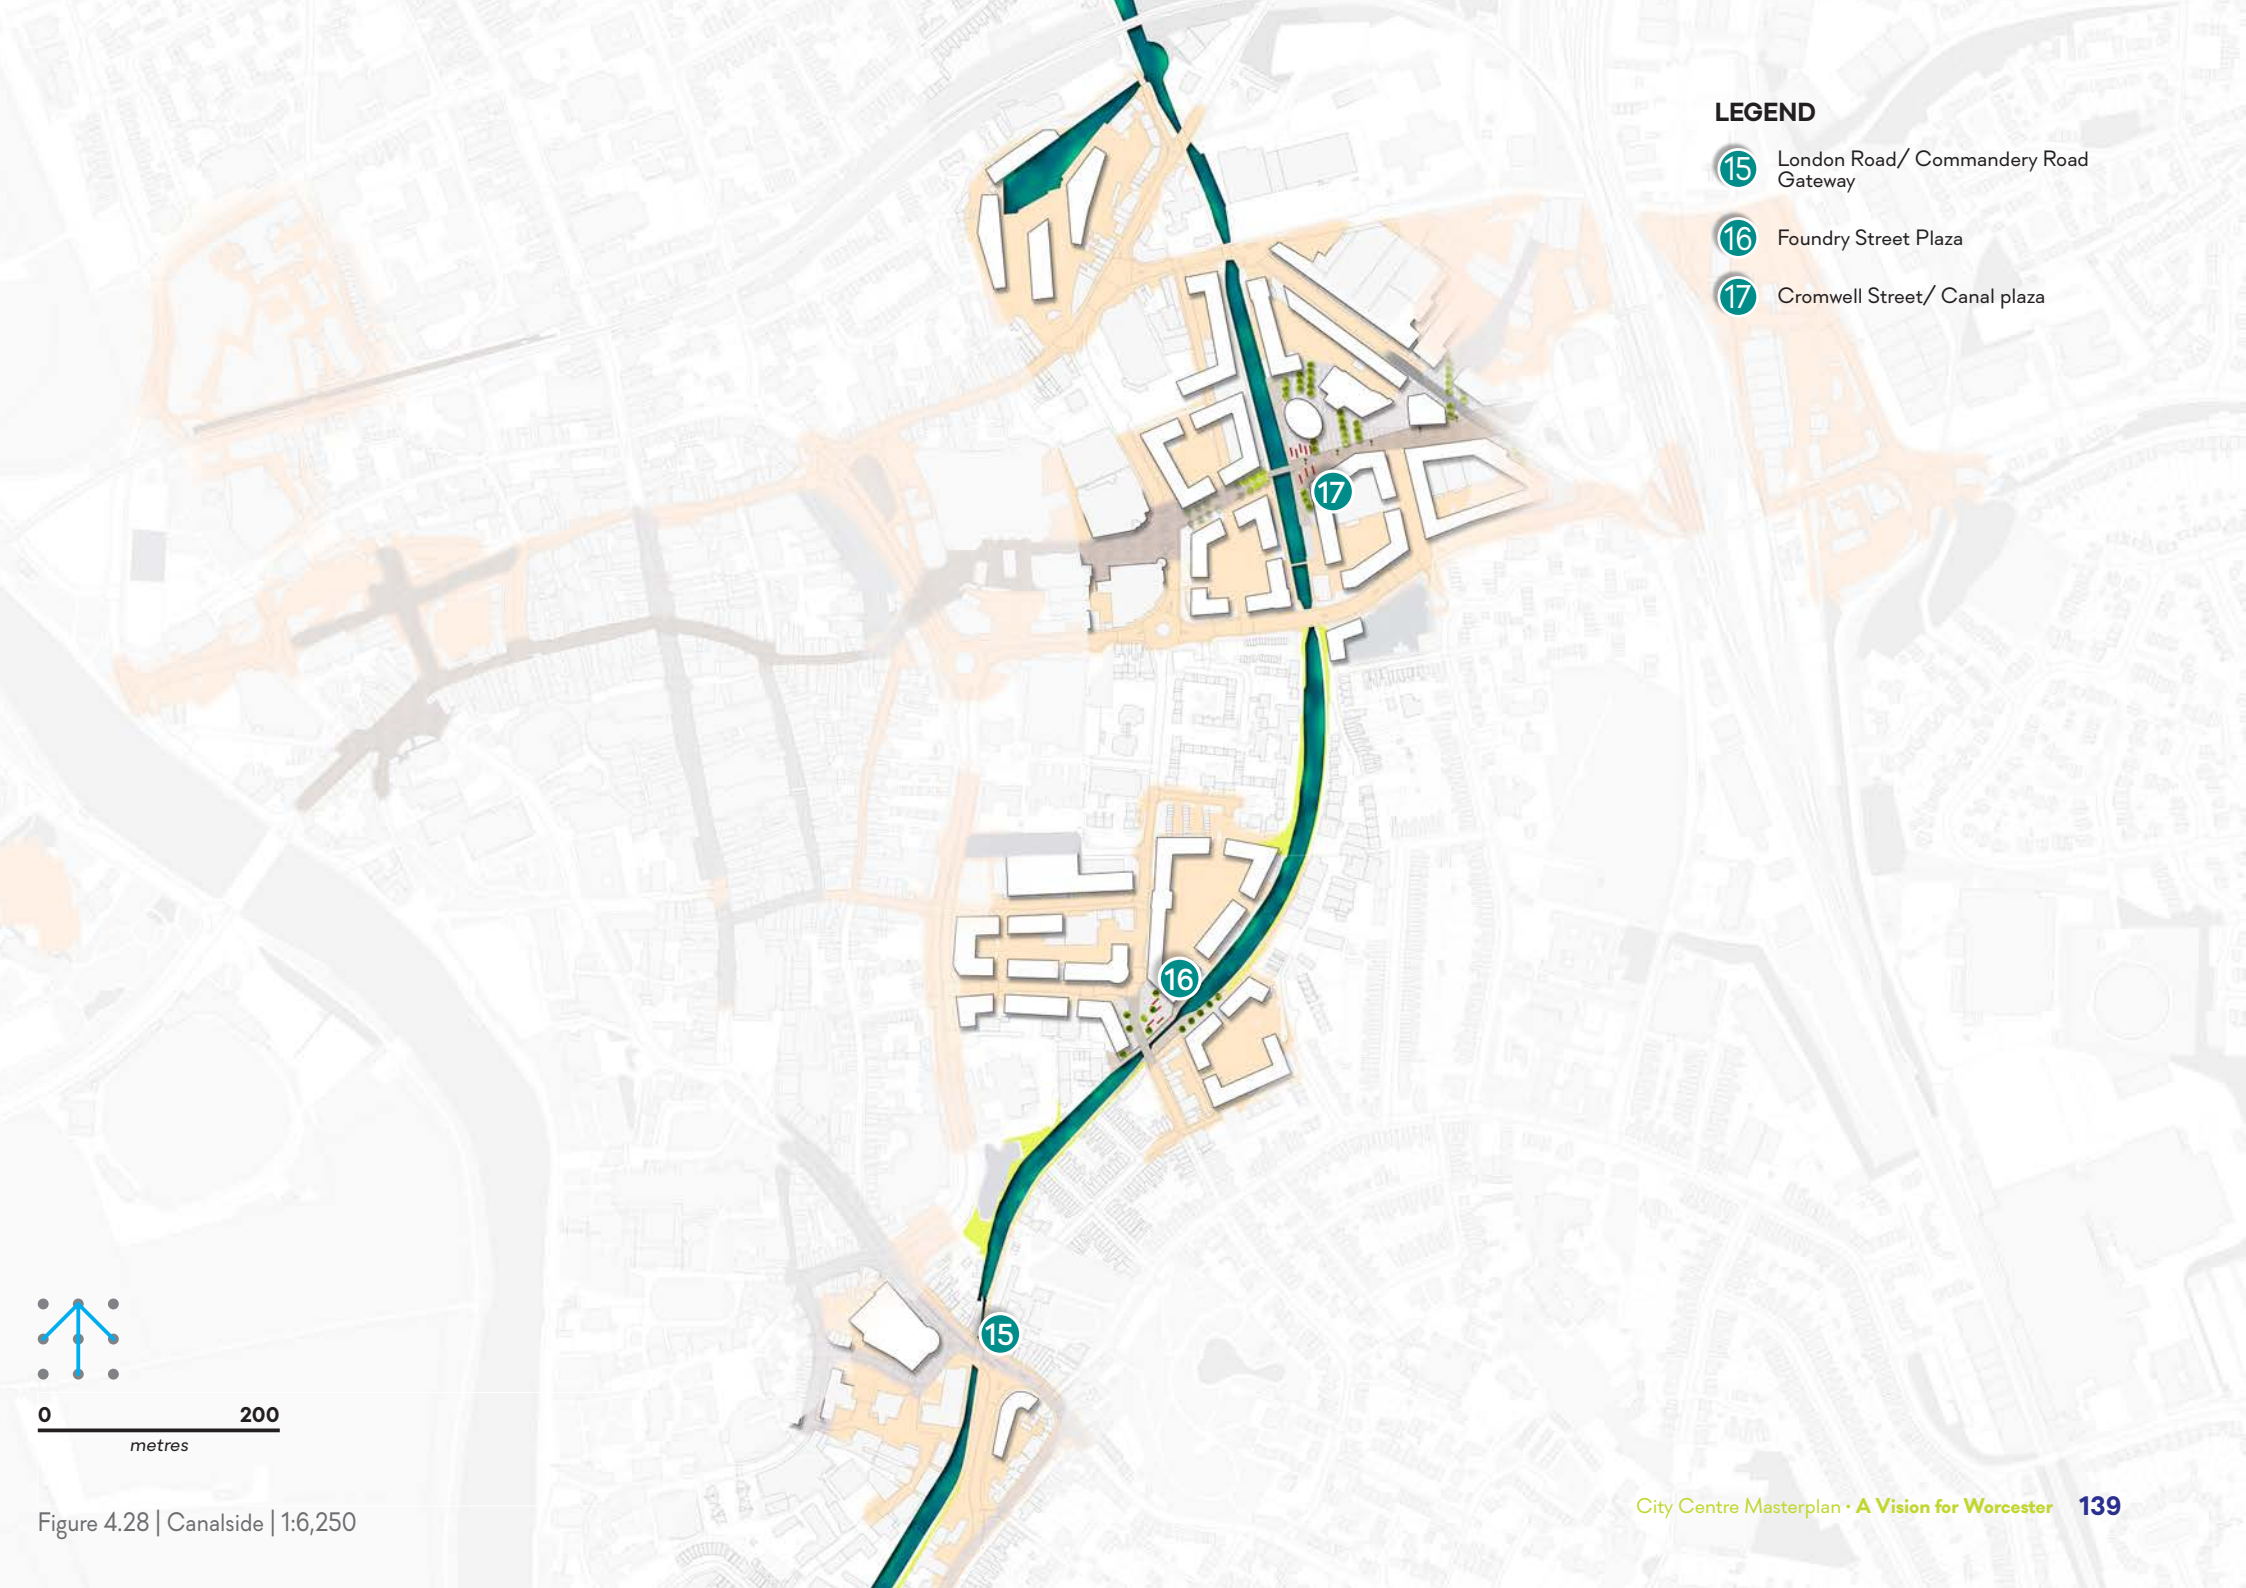 LEGEND
15 London Road/ Commandery Road
Gateway
16 Foundry Street Plaza
17 Cromwell Street/ Canal plaza
17
16
15
0 200
metres
Figure 4.28 | Canalside | 1:6,250
City Centre Masterplan · A Vision for Worcester 139